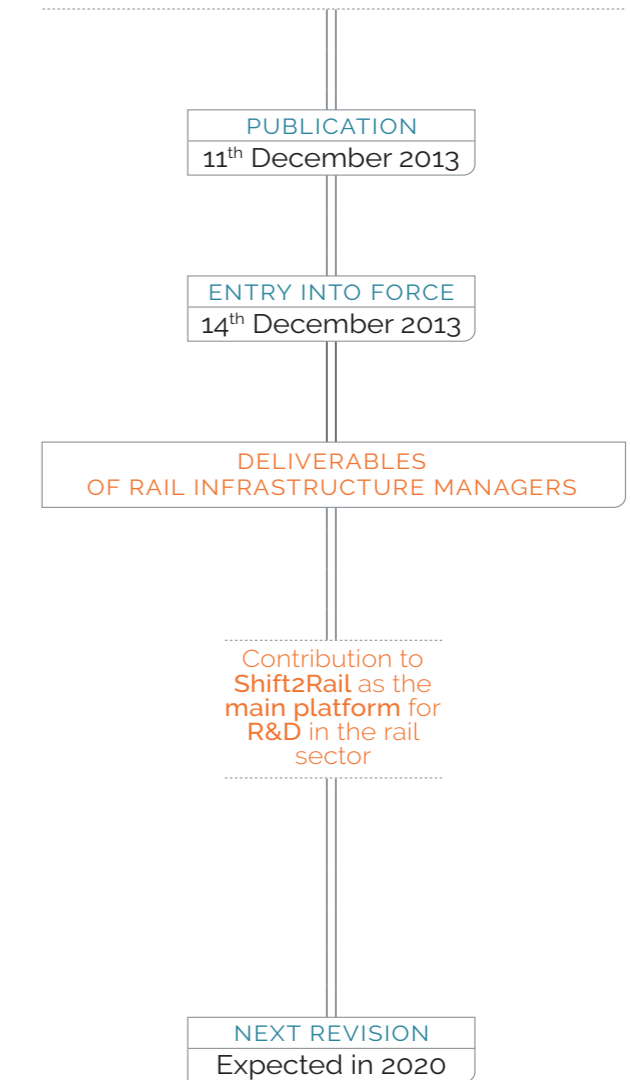 PUBLICATION
11th December 2013
ENTRY INTO FORCE
14th December 2013
DELIVERABLES
OF RAIL INFRASTRUCTURE MANAGERS
Contribution to
Shift2Rail as the
main platform for
R&D in the rail
sector
NEXT REVISION
Expected in 2020